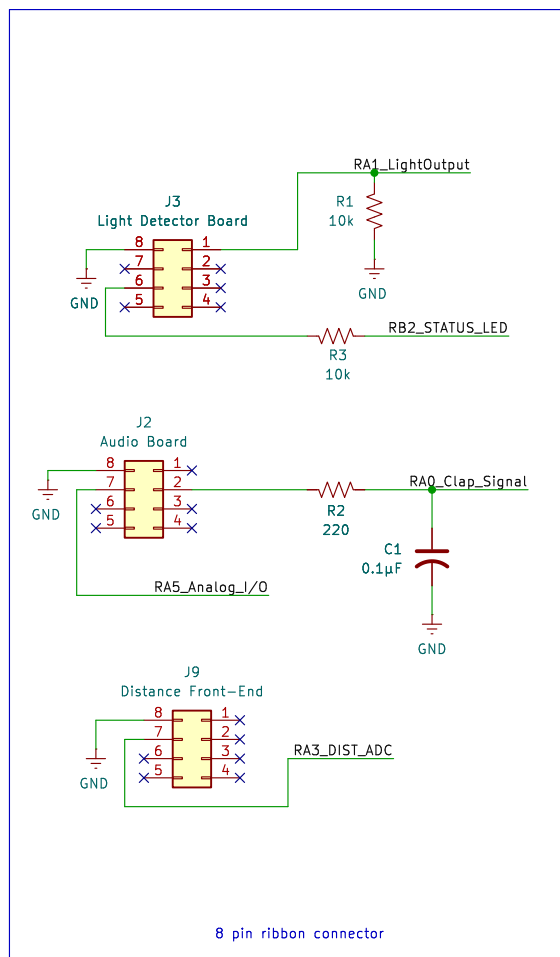 RA1_LightOutput
J3
Light Detector Board
R1
10k
8 1
7 2
6 3
5 4
GND
GND
RB2_STATUS_LED
R3
10k
J2
Audio Board
8 1
7 2
6 3
5 4
GND
RA0_Clap_Signal
R2
220
C1
0.1µF
RA5_Analog_I/O
GND
J9
Distance Front-End
8 1
7 2
6 3
5 4
RA3_DIST_ADC
GND
8 pin ribbon connector